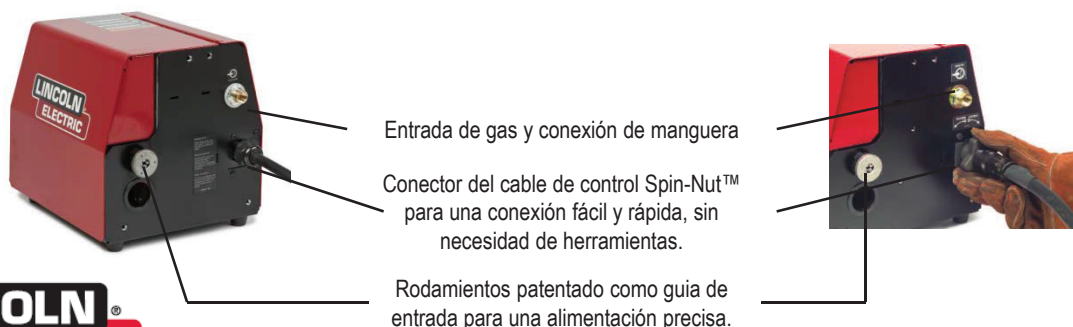 LINCOLN
ELECTRIC
Entrada de gas y conexión de manguera
Conector del cable de control Spin-Nut™
para una conexión fácil y rápida, sin
necesidad de herramientas.
Rodamientos patentado como guia de
entrada para una alimentación precisa.
OLN ®